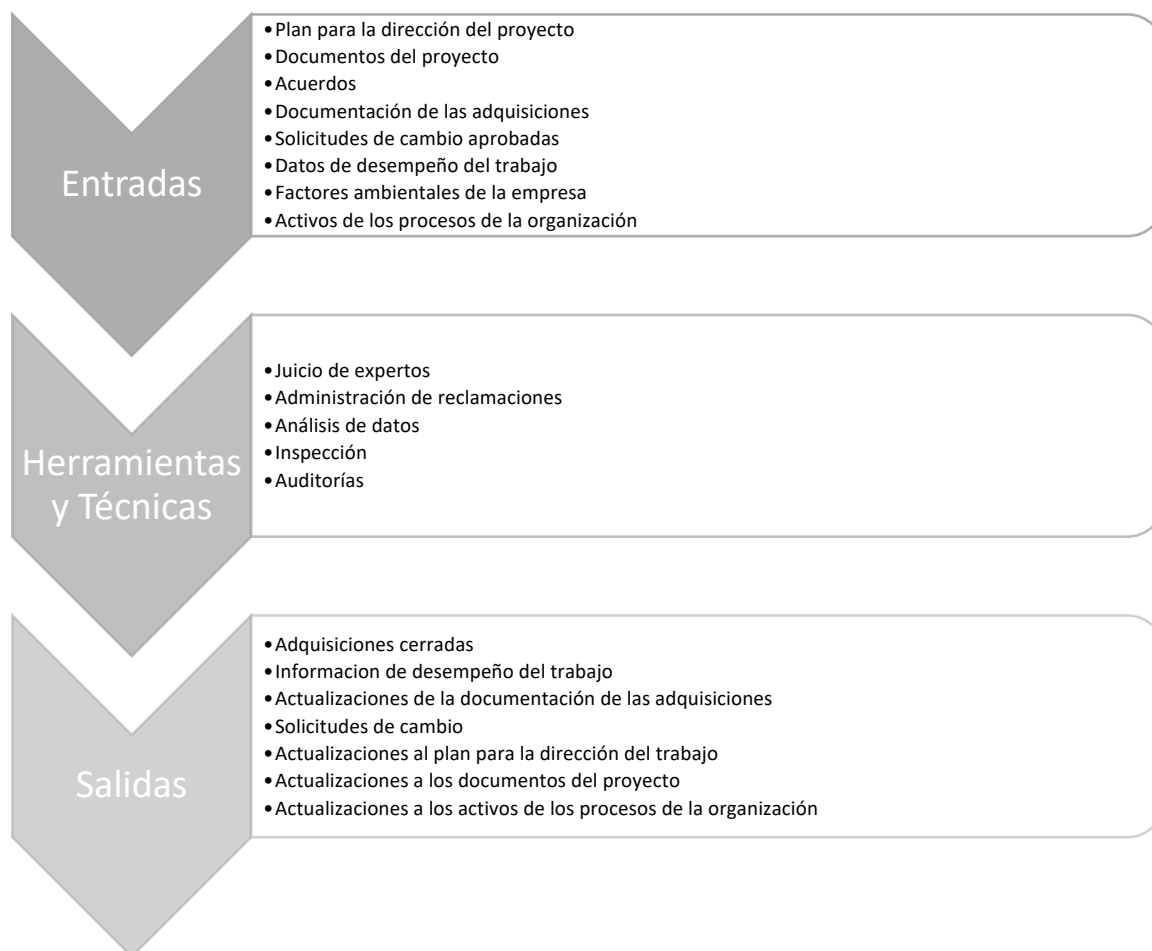 Entradas
•Plan para la dirección del proyecto
•Documentos del proyecto
•Acuerdos
•Documentación de las adquisiciones
•Solicitudes de cambio aprobadas
•Datos de desempeño del trabajo
•Factores ambientales de la empresa
•Activos de los procesos de la organización
Herramientas
y Técnicas
•Juicio de expertos
•Administración de reclamaciones
•Análisis de datos
•Inspección
•Auditorías
Salidas
•Adquisiciones cerradas
•Informacion de desempeño del trabajo
•Actualizaciones de la documentación de las adquisiciones
•Solicitudes de cambio
•Actualizaciones al plan para la dirección del trabajo
•Actualizaciones a los documentos del proyecto
•Actualizaciones a los activos de los procesos de la organización